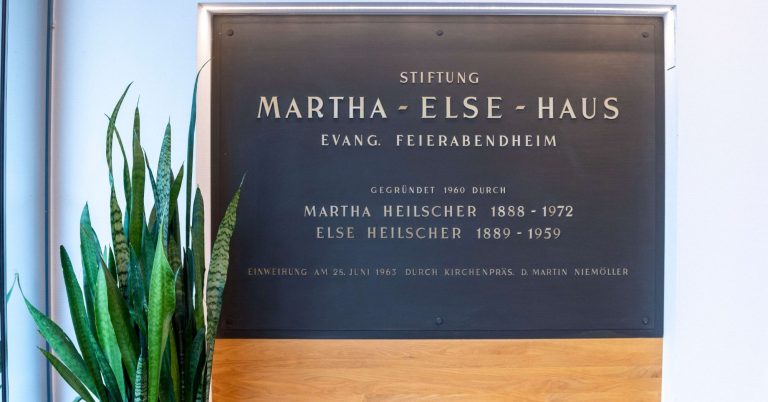 STIFTUNG
MARTHA - ELSE - HAUS
EVANG. FEIERABENDHEIM
GEGRÜNDET 1960 DURCH
MARTHA HEILSCHER 1888 - 1972
ELSE HEILSCHER 1889 - 1959
EINWEIHUNG AM 28. JUNI 1963 DURCH KIRCHENPRÄS. D. MARTIN NIEMÖLLER